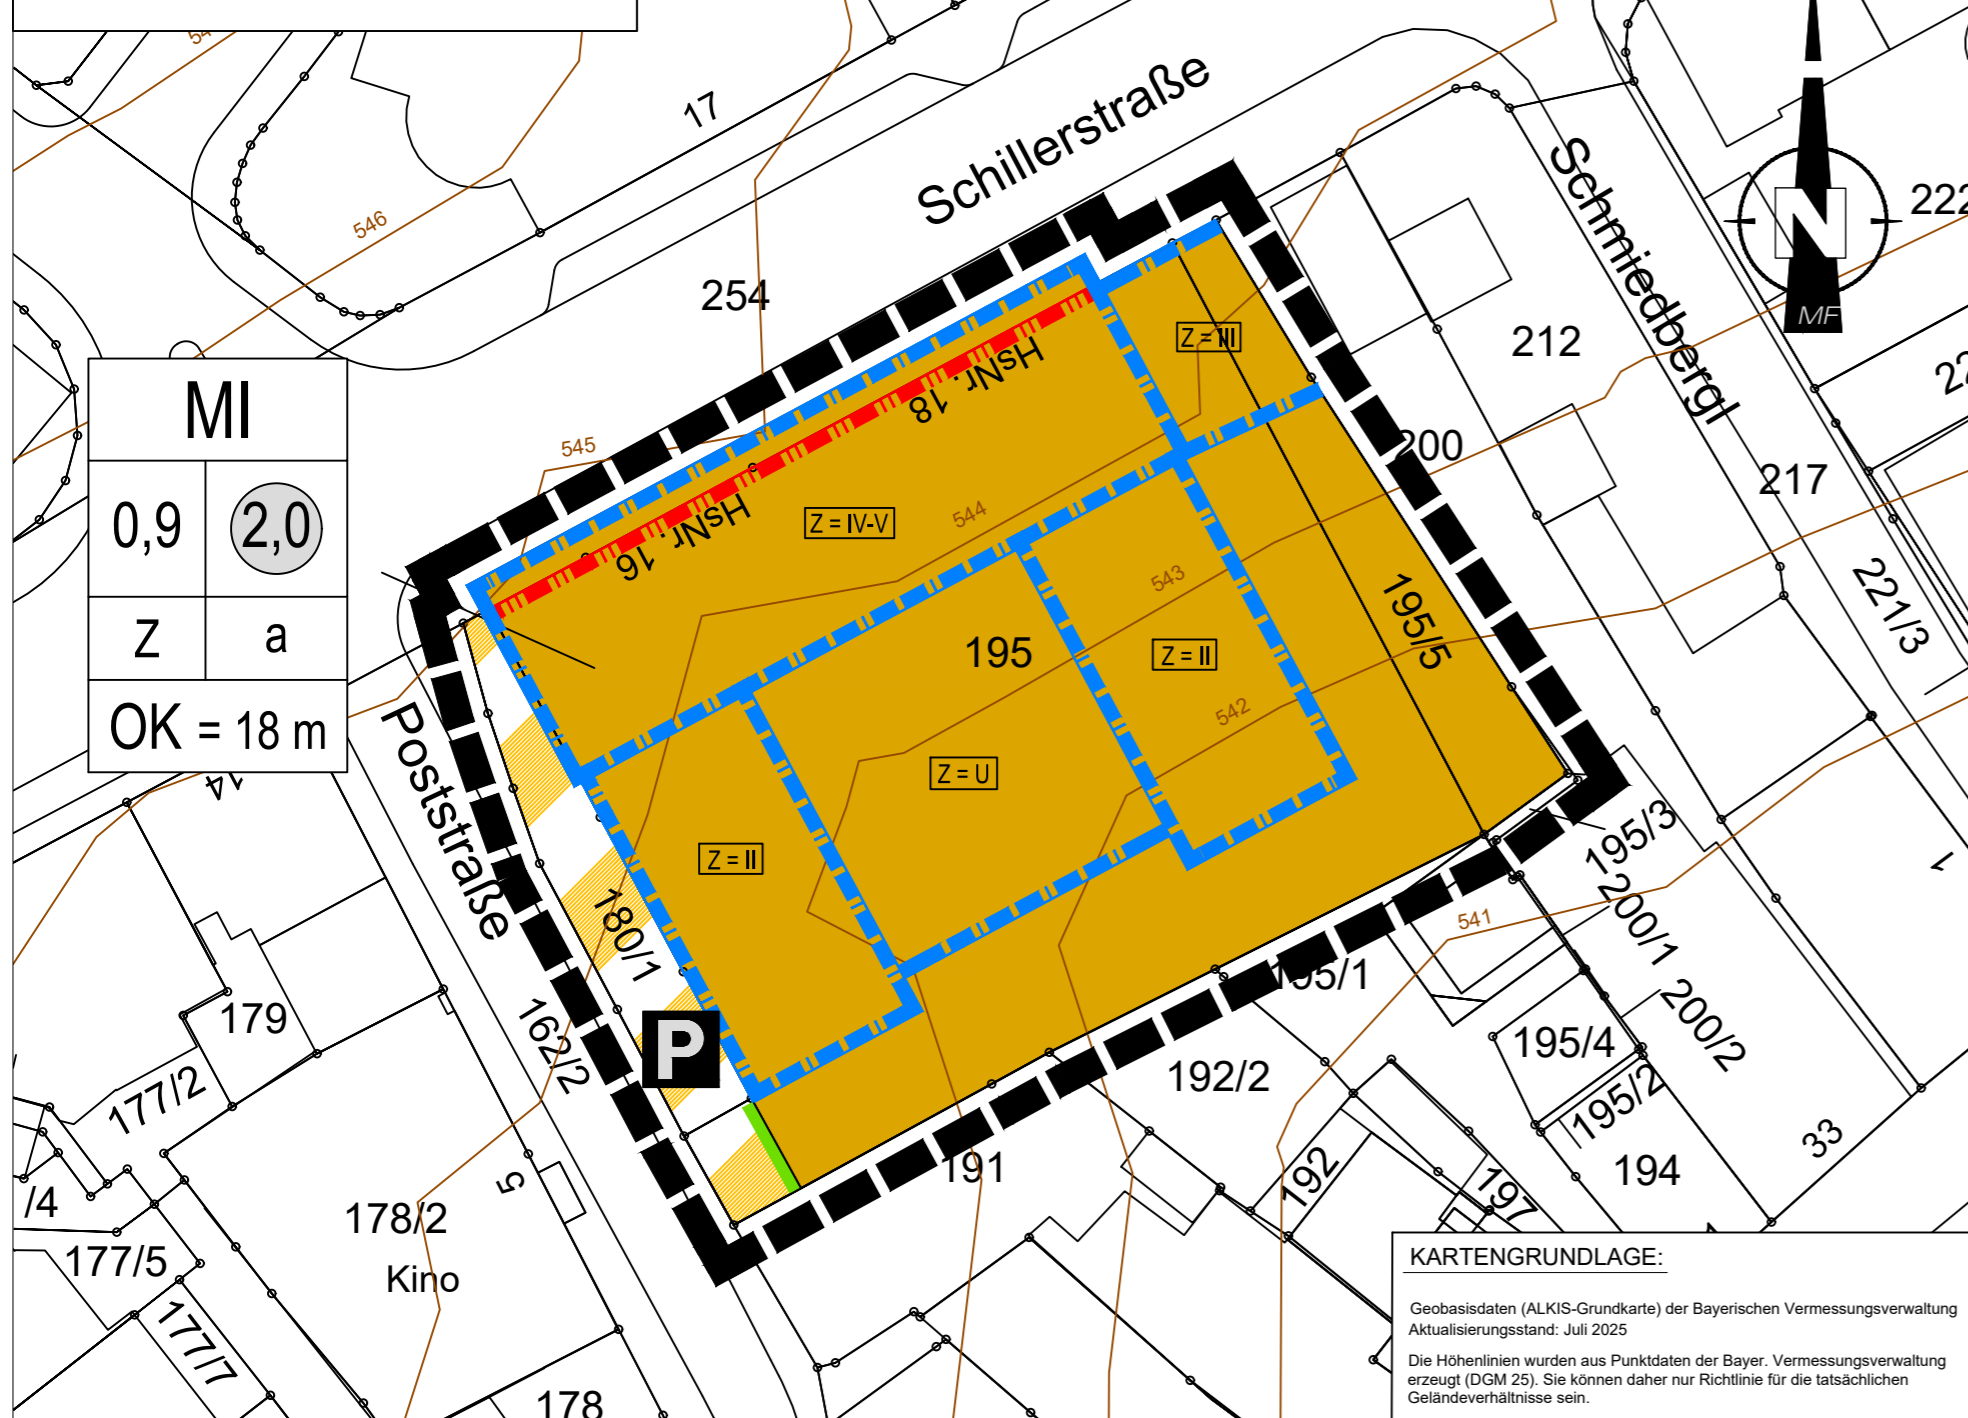 17
Schillerstraße
Schmiedbergl
N
MF
546
254
212
545
Z = III
HsNr. 18
HsNr. 16
Z = IV-V
544
200
217
MI
0,9
2,0
Z
a
OK = 18 m
14
543
195
Z = II
195/5
221/3
542
Poststraße
Z = U
Z = II
195/3
1
180/1
541
200/1
195/1
179
162/2
P
192/2
195/4
200/2
177/2
195/2
191
192
197
194
33
5
/4
178/2
Kino
177/5
177/7
178
KARTENGRUNDLAGE:
Geobasisdaten (ALKIS-Grundkarte) der Bayerischen Vermessungsverwaltung
Aktualisierungsstand: Juli 2025
Die Höhenlinien wurden aus Punktdaten der Bayer. Vermessungsverwaltung
erzeugt (DGM 25). Sie können daher nur Richtlinie für die tatsächlichen
Geländeverhältnisse sein.